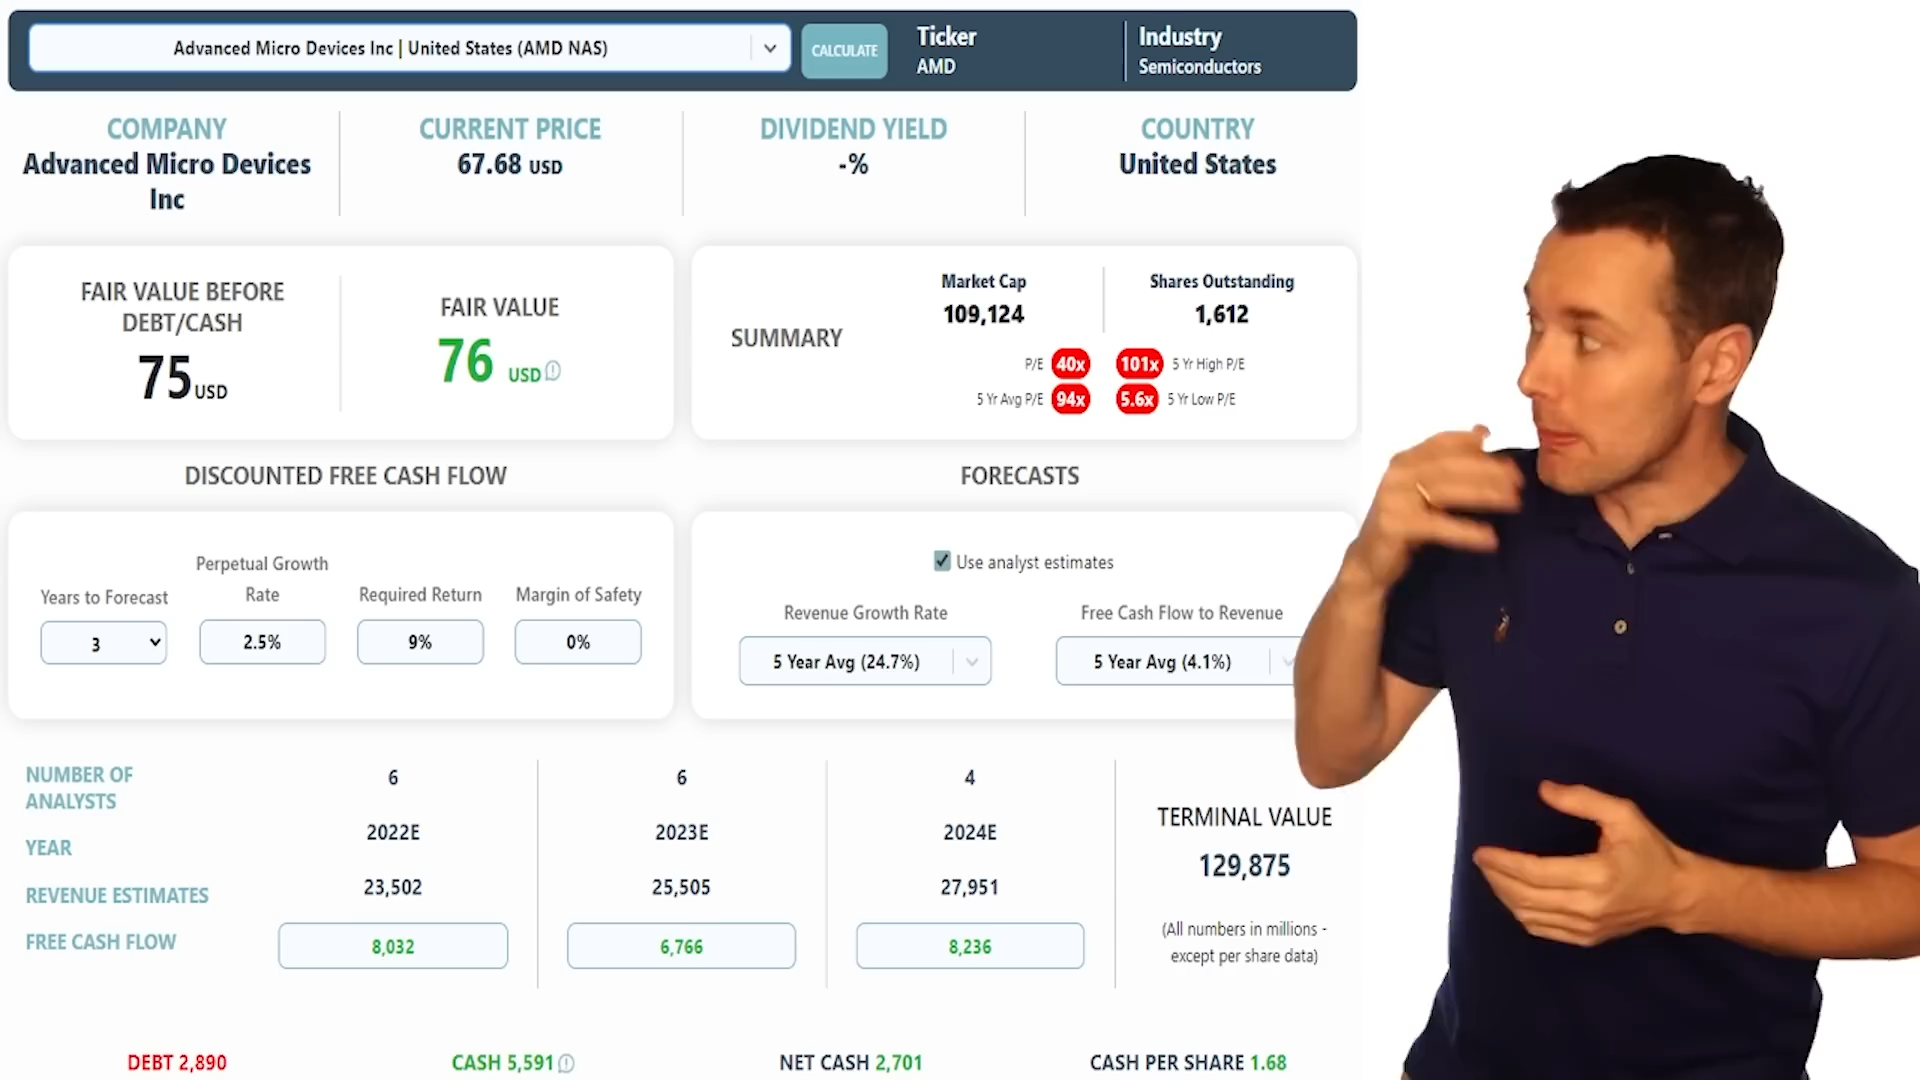 Advanced Micro Devices Inc | United States (AMD NAS)
CALCULATE
Ticker
AMD
Industry
Semiconductors
COMPANY
Advanced Micro Devices
Inc
CURRENT PRICE
67.68 USD
DIVIDEND YIELD
-%
COUNTRY
United States
FAIR VALUE BEFORE
DEBT/CASH
75 USD
FAIR VALUE
76 USD
SUMMARY
Market Cap
109,124
Shares Outstanding
1,612
P/E 40x
101x 5 Yr High P/E
5 Yr Avg P/E 94x
5.6x 5 Yr Low P/E
DISCOUNTED FREE CASH FLOW
Years to Forecast
3
Perpetual Growth
Rate
2.5%
Required Return
9%
Margin of Safety
0%
FORECASTS
Use analyst estimates
Revenue Growth Rate
5 Year Avg (24.7%)
Free Cash Flow to Revenue
5 Year Avg (4.1%)
NUMBER OF
ANALYSTS
6
6
4
YEAR
2022E
2023E
2024E
REVENUE ESTIMATES
23,502
25,505
27,951
FREE CASH FLOW
8,032
6,766
8,236
TERMINAL VALUE
129,875
(All numbers in millions -
except per share data)
DEBT 2,890
CASH 5,591
NET CASH 2,701
CASH PER SHARE 1.68